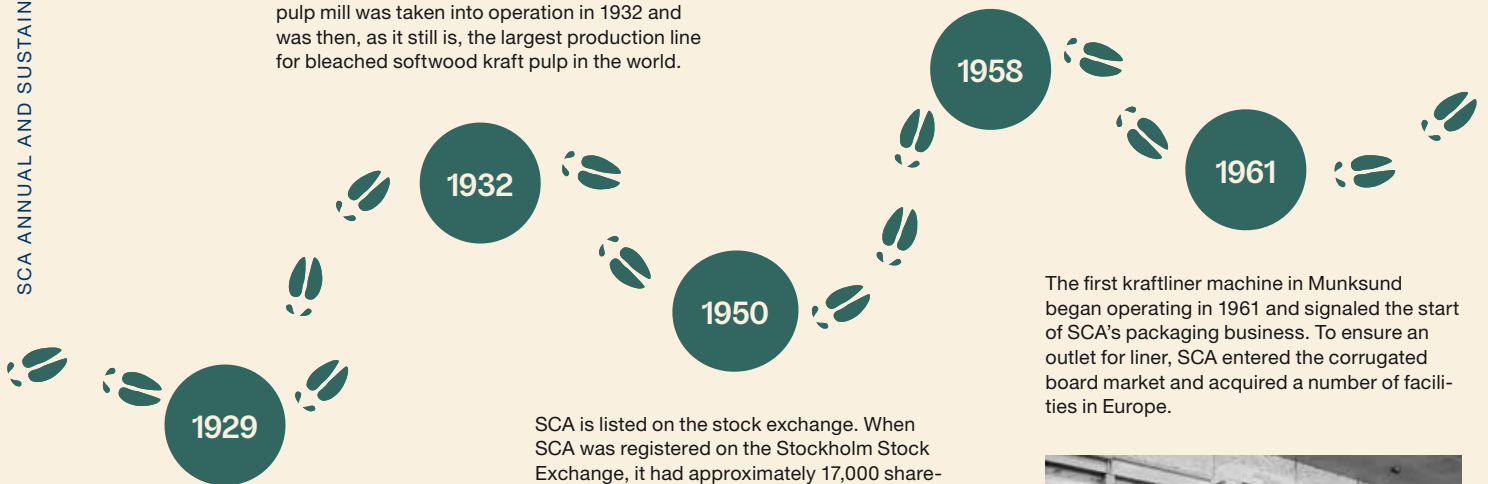 SCA ANNUAL AND SUSTAIN
pulp mill was taken into operation in 1932 and
was then, as it still is, the largest production line
for bleached softwood kraft pulp in the world.
1958
1932
1961
1950
1929
The first kraftliner machine in Munksund
began operating in 1961 and signaled the start
of SCA’s packaging business. To ensure an
outlet for liner, SCA entered the corrugated
board market and acquired a number of facili-
ties in Europe.
SCA is listed on the stock exchange. When
SCA was registered on the Stockholm Stock
Exchange, it had approximately 17,000 share-